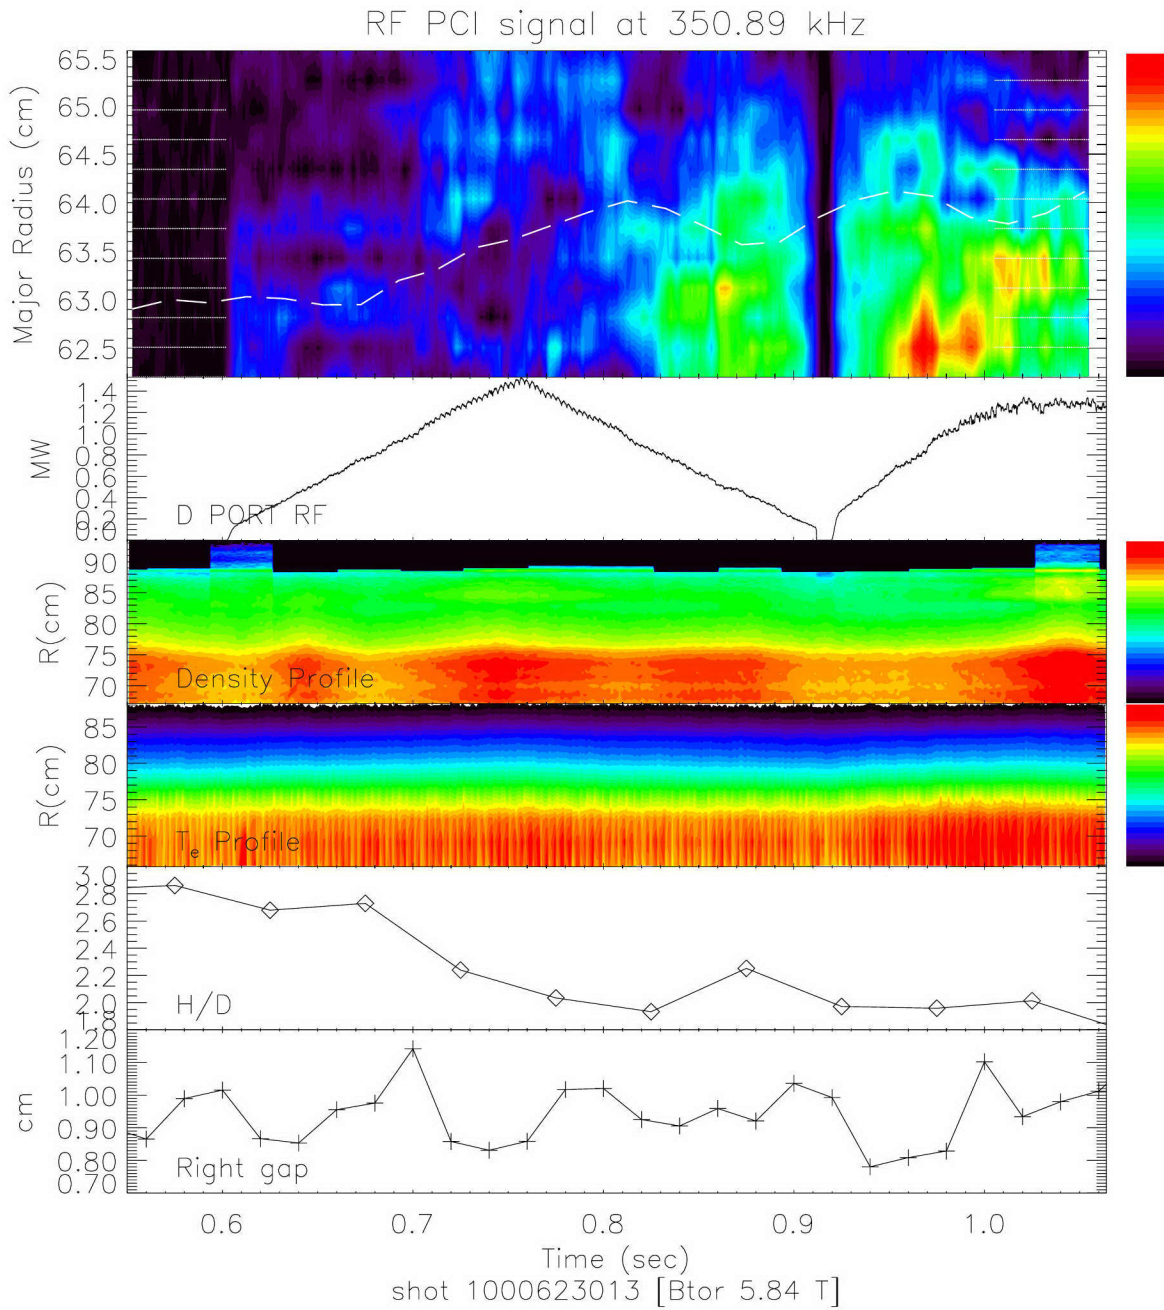 RF PCI signal at 350.89 kHz
Major Radius (cm)
65.5
65.0
64.5
64.0
63.5
63.0
62.5
MW
1.4
1.2
1.0
0.8
0.6
0.4
0.2
0.0
D PORT RF
R(cm)
90
85
80
75
70
Density Profile
R(cm)
85
80
75
70
Te Profile
3.0
2.8
2.6
2.4
2.2
2.0
1.8
H/D
cm
1.20
1.10
1.00
0.90
0.80
0.70
Right gap
0.6 0.7 0.8 0.9 1.0
Time (sec)
shot 1000623013 [Btor 5.84 T]